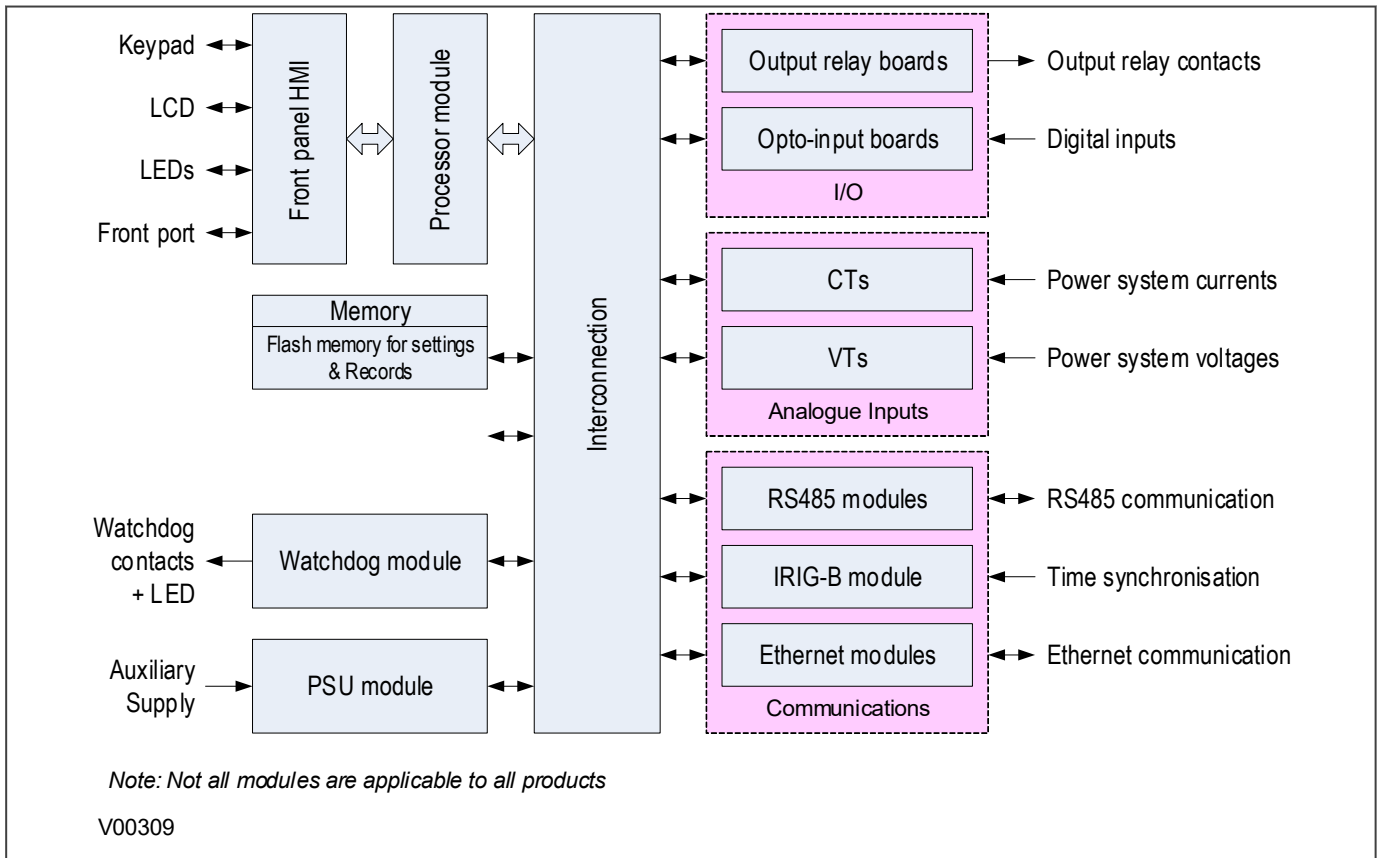 Keypad
LCD
LEDs
Front port
Front panel HMI
Processor module
Memory
Flash memory for settings
& Records
Watchdog
contacts
+ LED
Watchdog module
Auxiliary
Supply
PSU module
Interconnection
Output relay boards
Output relay contacts
Opto-input boards
Digital inputs
I/O
CTs
Power system currents
VTs
Power system voltages
Analogue Inputs
RS485 modules
RS485 communication
IRIG-B module
Time synchronisation
Ethernet modules
Ethernet communication
Communications
Note: Not all modules are applicable to all products
V00309